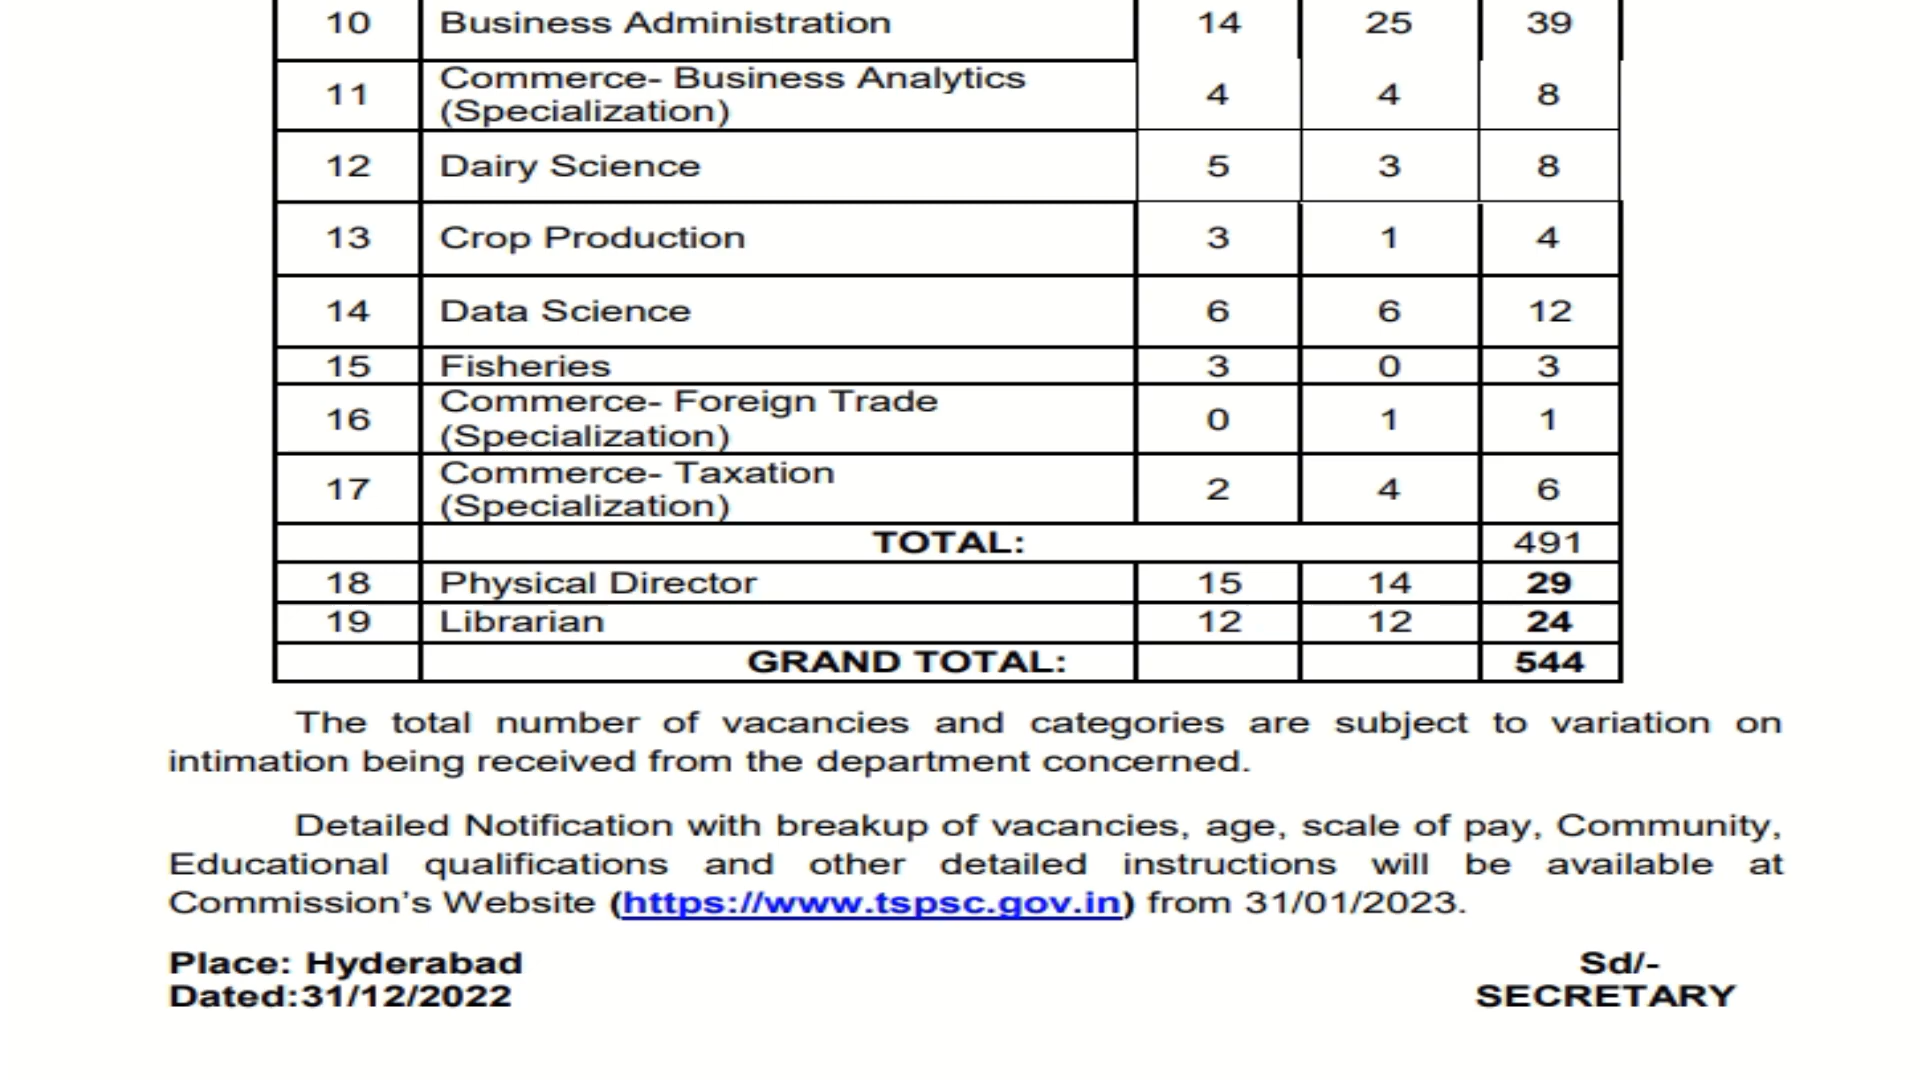 10 Business Administration 14 25 39
Commerce- Business Analytics
11 4 4 8
(Specialization)
12 Dairy Science 5 3 8
13 Crop Production 3 1 4
14 Data Science 6 6 12
15 Fisheries 3 0 3
Commerce- Foreign Trade
16 0 1 1
(Specialization)
Commerce- Taxation
17 2 4 6
(Specialization)
TOTAL: 491
18 Physical Director 15 14 29
19 Librarian 12 12 24
GRAND TOTAL: 544
The total number of vacancies and categories are subject to variation on
intimation being received from the department concerned.
Detailed Notification with breakup of vacancies, age, scale of pay, Community,
Educational qualifications and other detailed instructions will be available at
Commission’s Website (https://www.tspsc.gov.in) from 31/01/2023.
Place: Hyderabad Sd/-
Dated:31/12/2022 SECRETARY